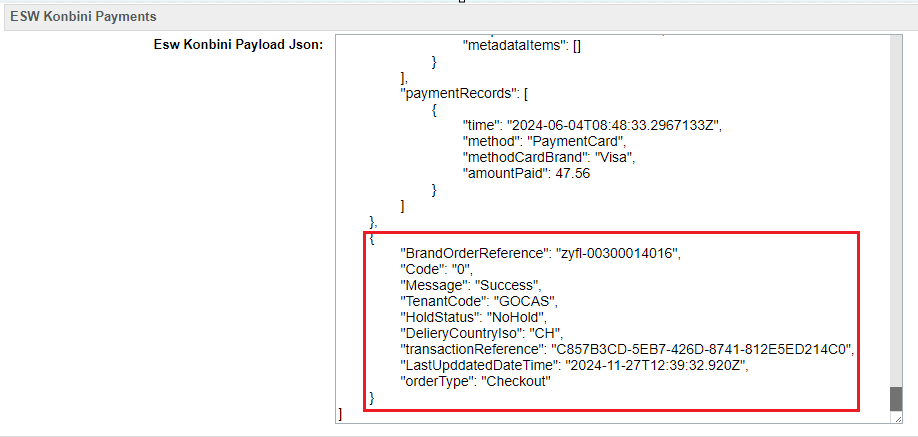 ESW Konbini Payments
Esw Konbini Payload Json:
"metadataItems": []
}
],
"paymentRecords": [
{
"time": "2024-06-04T08:48:33.2967133Z",
"method": "PaymentCard",
"methodCardBrand": "Visa",
"amountPaid": 47.56
}
]
},
{
"BrandOrderReference": "zyfl-00300014016",
"Code": "0",
"Message": "Success",
"TenantCode": "GOCAS",
"HoldStatus": "NoHold",
"DelieryCountryIso": "CH",
"transactionReference": "C857B3CD-5EB7-426D-8741-812E5ED214C0",
"LastUpddatedDateTime": "2024-11-27T12:39:32.920Z",
"orderType": "Checkout"
}
]